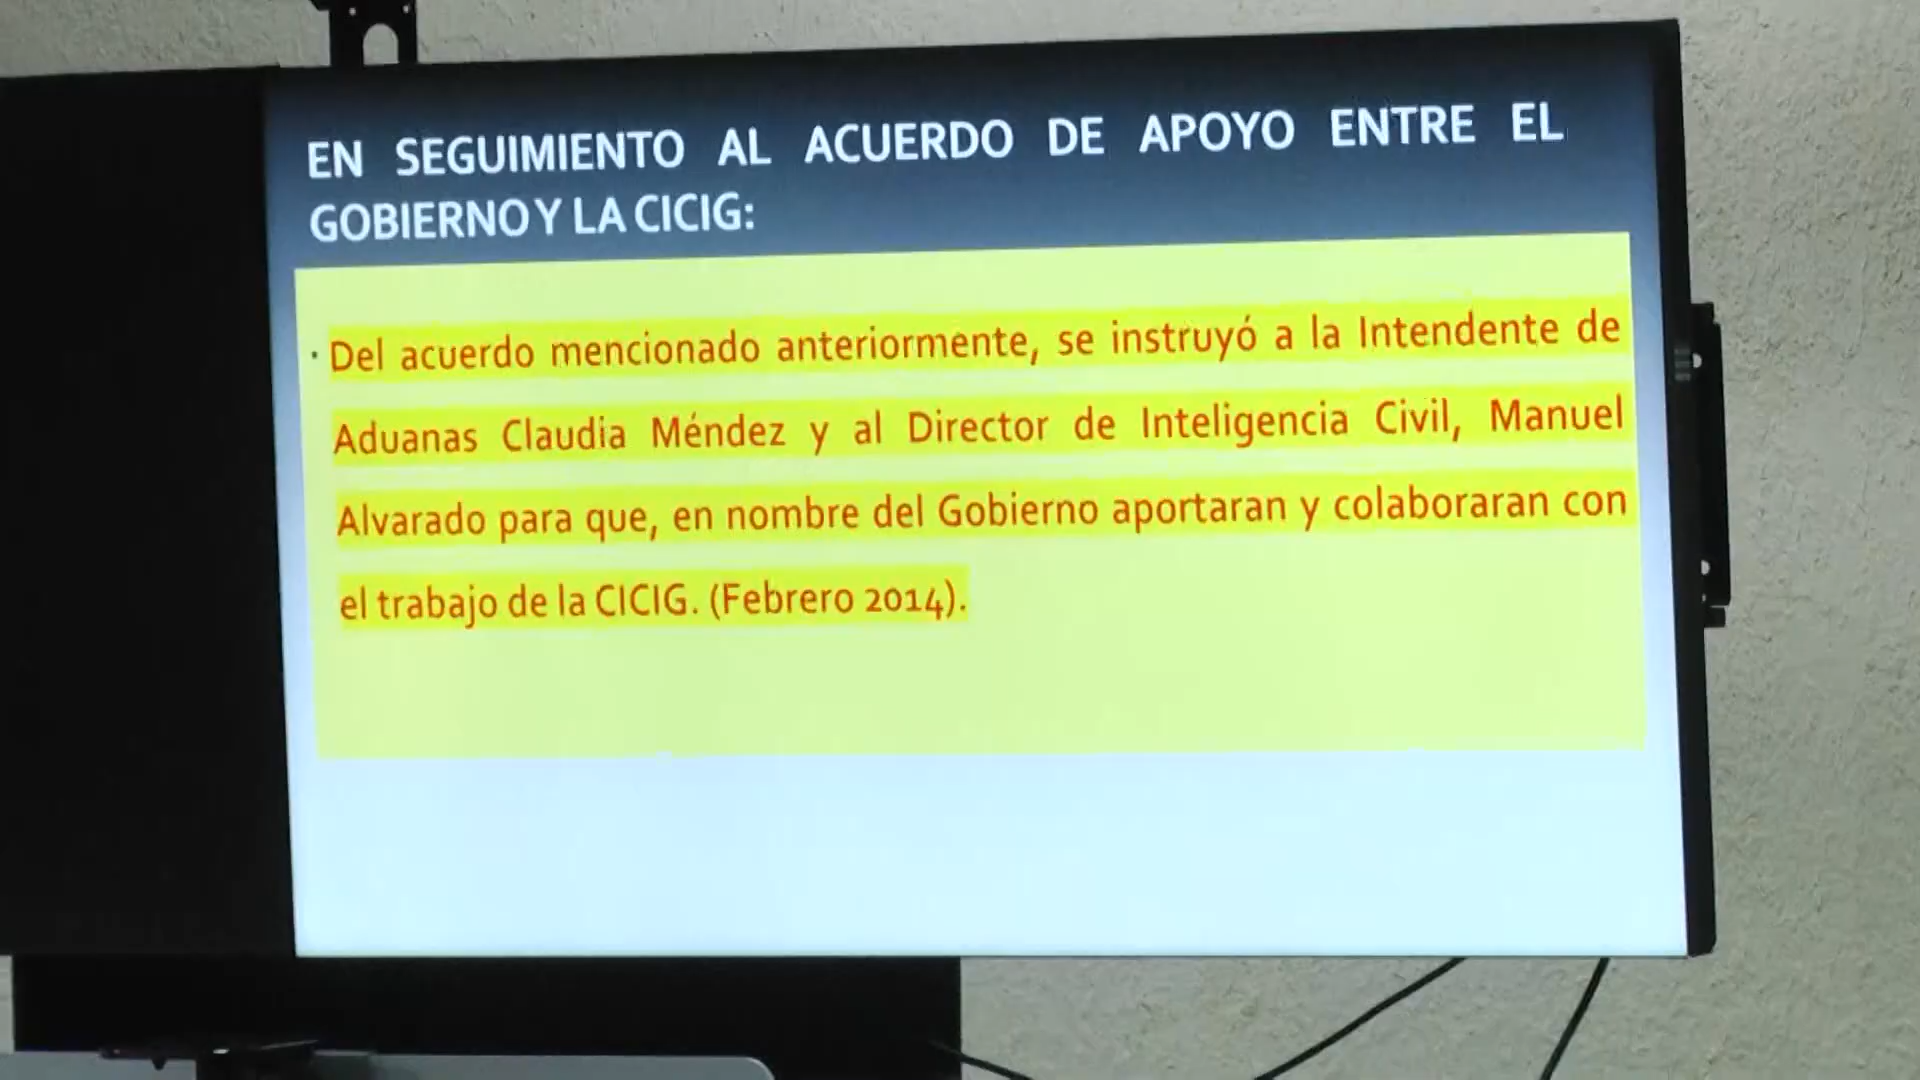 EN SEGUIMIENTO AL ACUERDO DE APOYO ENTRE EL
GOBIERNO Y LA CICIG:
· Del acuerdo mencionado anteriormente, se instruyó a la Intendente de
Aduanas Claudia Méndez y al Director de Inteligencia Civil, Manuel
Alvarado para que, en nombre del Gobierno aportaran y colaboraran con
el trabajo de la CICIG. (Febrero 2014).